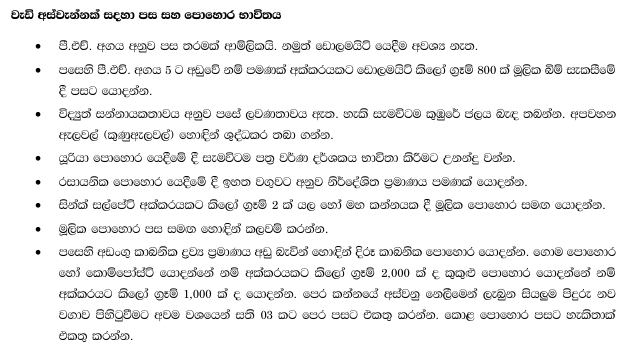 වැඩි අස්වැන්නක් සඳහා පස සහ පොහොර භාවිතය
• පී.එච්. අගය අනුව පස තරමක් ආම්ලිකයි. නමුත් ඩොලමයිට් යෙදීම අවශ්‍ය නැත.
• පසෙහි පී.එච්. අගය 5 ට අඩුවේ නම් පමණක් අක්කරයකට ඩොලමයිට් කිලෝ ග්‍රෑම් 800 ක් මූලික බිම් සැකසීමේ
දී පසට යොදන්න.
• විද්‍යුත් සන්නායකතාවය අනුව පසේ ලවණතාවය ඇත. හැකි සැමවිටම කුඹුරේ ජලය බැඳ තබන්න. අපවහන
ඇලවල් (කුණුඇලවල්) හොඳින් ශුද්ධකර තබා ගන්න.
• යූරියා පොහොර යෙදීමේ දී සැමවිටම පත්‍ර වර්ණ දර්ශකය භාවිතා කිරීමට උනන්දු වන්න.
• රසායනික පොහොර යෙදීමේ දී ඉහත වගුවට අනුව නිර්දේශිත ප්‍රමාණය පමණක් යොදන්න.
• සින්ක් සල්පේට් අක්කරයකට කිලෝ ග්‍රෑම් 2 ක් යල හෝ මහ කන්නයක දී මූලික පොහොර සමඟ යොදන්න.
• මූලික පොහොර පස සමඟ හොඳින් කලවම් කරන්න.
• පසෙහි අඩංගු කාබනික ද්‍රව්‍ය ප්‍රමාණය අඩු බැවින් හොඳින් දිරූ කාබනික පොහොර යොදන්න. ගොම පොහොර
හෝ කොම්පෝස්ට් යොදන්නේ නම් අක්කරයකට කිලෝ ග්‍රෑම් 2,000 ක් ද කුකුළු පොහොර යොදන්නේ නම්
අක්කරයට කිලෝ ග්‍රෑම් 1,000 ක් ද යොදන්න. පෙර කන්නයේ අස්වනු නෙලීමෙන් ලැබුන සියලුම පිදුරු නව
වගාව පිහිටුවීමට අවම වශයෙන් සති 03 කට පෙර පසට එකතු කරන්න. කොළ පොහොර පසට හැකිතාක්
එකතු කරන්න.